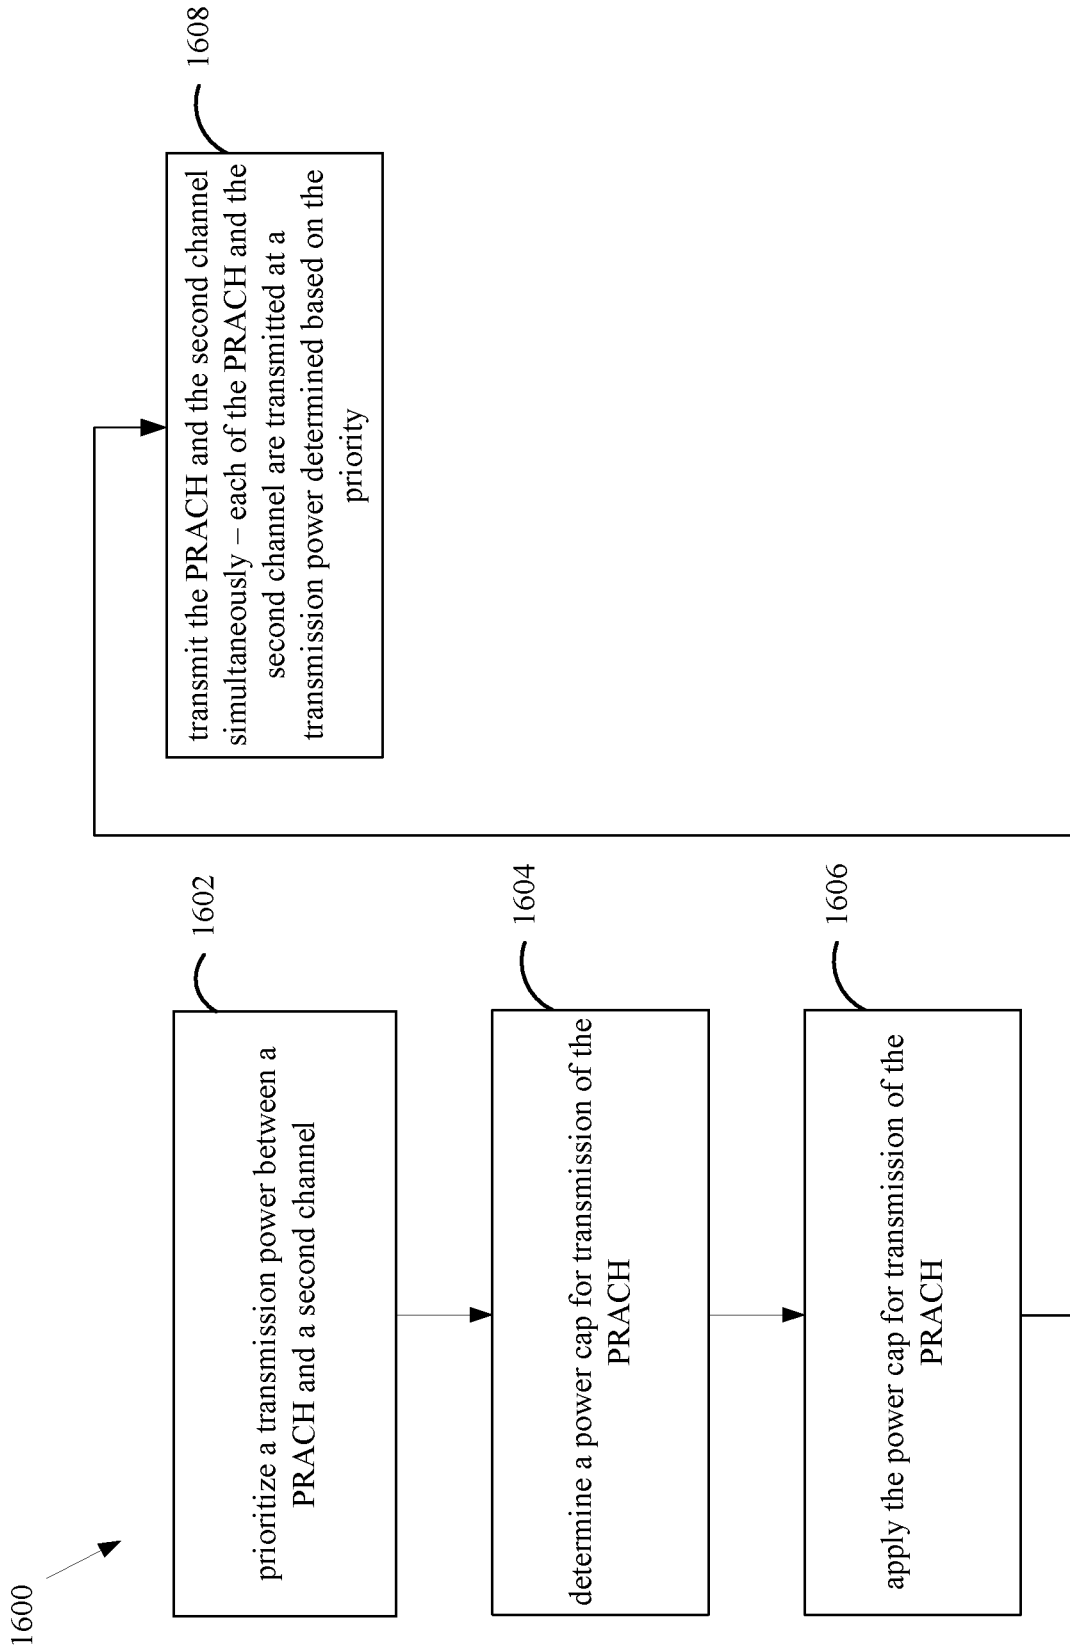 1600
1602
prioritize a transmission power between a
PRACH and a second channel
1604
determine a power cap for transmission of the
PRACH
1606
apply the power cap for transmission of the
PRACH
1608
transmit the PRACH and the second channel
simultaneously – each of the PRACH and the
second channel are transmitted at a
transmission power determined based on the
priority